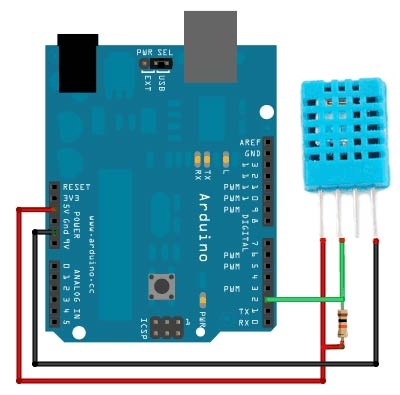 PWR SEL
EXT
USB
AREF
GND
13
12
PWM 11
PWM 10
PWM 9
8
RX
TX
L
Arduino
www.arduino.cc
DIGITAL
RESET
3V3
5V
Gnd
9V
POWER
7
PWM 6
PWM 5
4
PWM 3
2
TX 1
RX 0
0
1
2
3
4
5
ANALOG IN
ICSP
1
PWR